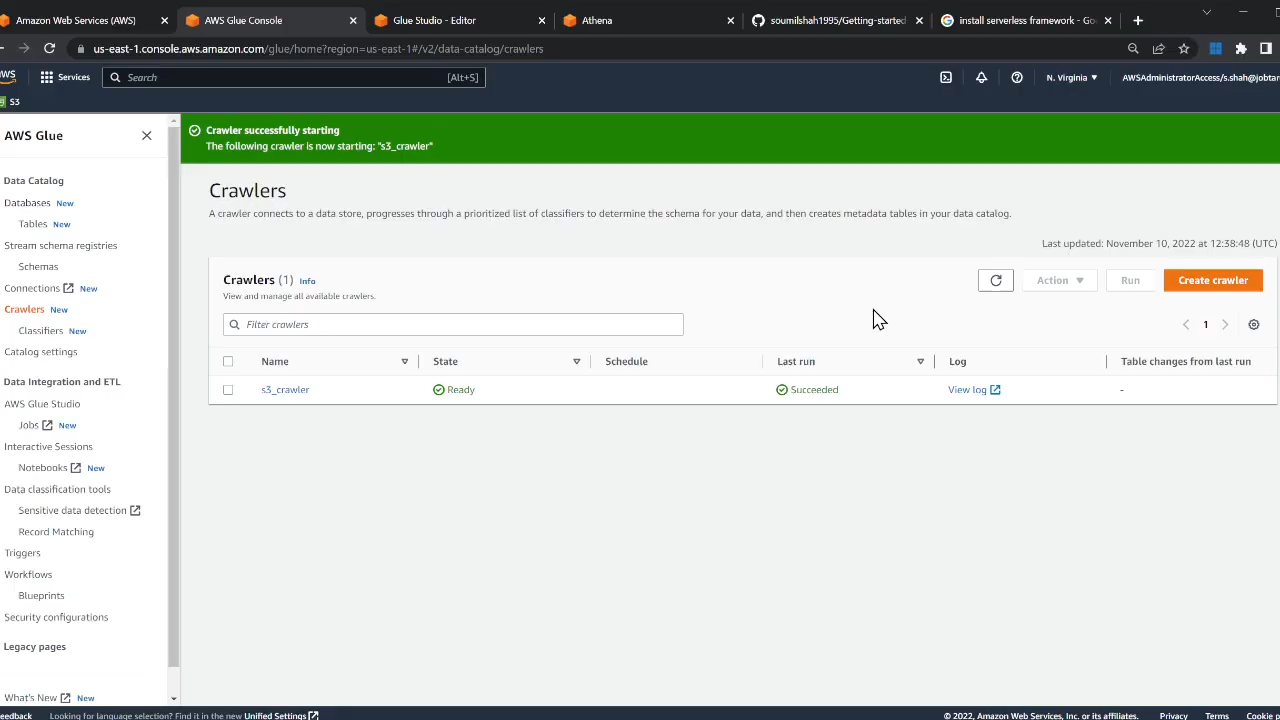 Amazon Web Services (AWS)
AWS Glue Console
Glue Studio - Editor
Athena
soumilshah1995/Getting-started
install serverless framework - Go
us-east-1.console.aws.amazon.com/glue/home?region=us-east-1#/v2/data-catalog/crawlers
aws
Services
Search
[Alt+S]
N. Virginia
AWSAdministratorAccess/s.shah@jobtar
S3
AWS Glue
Data Catalog
Databases New
Tables New
Stream schema registries
Schemas
Connections New
Crawlers New
Classifiers New
Catalog settings
Data Integration and ETL
AWS Glue Studio
Jobs New
Interactive Sessions
Notebooks New
Data classification tools
Sensitive data detection
Record Matching
Triggers
Workflows
Blueprints
Security configurations
Legacy pages
What's New New
Crawler successfully starting
The following crawler is now starting: "s3_crawler"
Crawlers
A crawler connects to a data store, progresses through a prioritized list of classifiers to determine the schema for your data, and then creates metadata tables in your data catalog.
Last updated: November 10, 2022 at 12:38:48 (UTC)
Crawlers (1) Info
View and manage all available crawlers.
Action
Run
Create crawler
Filter crawlers
1
Name State Schedule Last run Log Table changes from last run
s3_crawler Ready Succeeded View log -
eedback Looking for language selection? Find it in the new Unified Settings
© 2022, Amazon Web Services, Inc. or its affiliates. Privacy Terms Cookie p